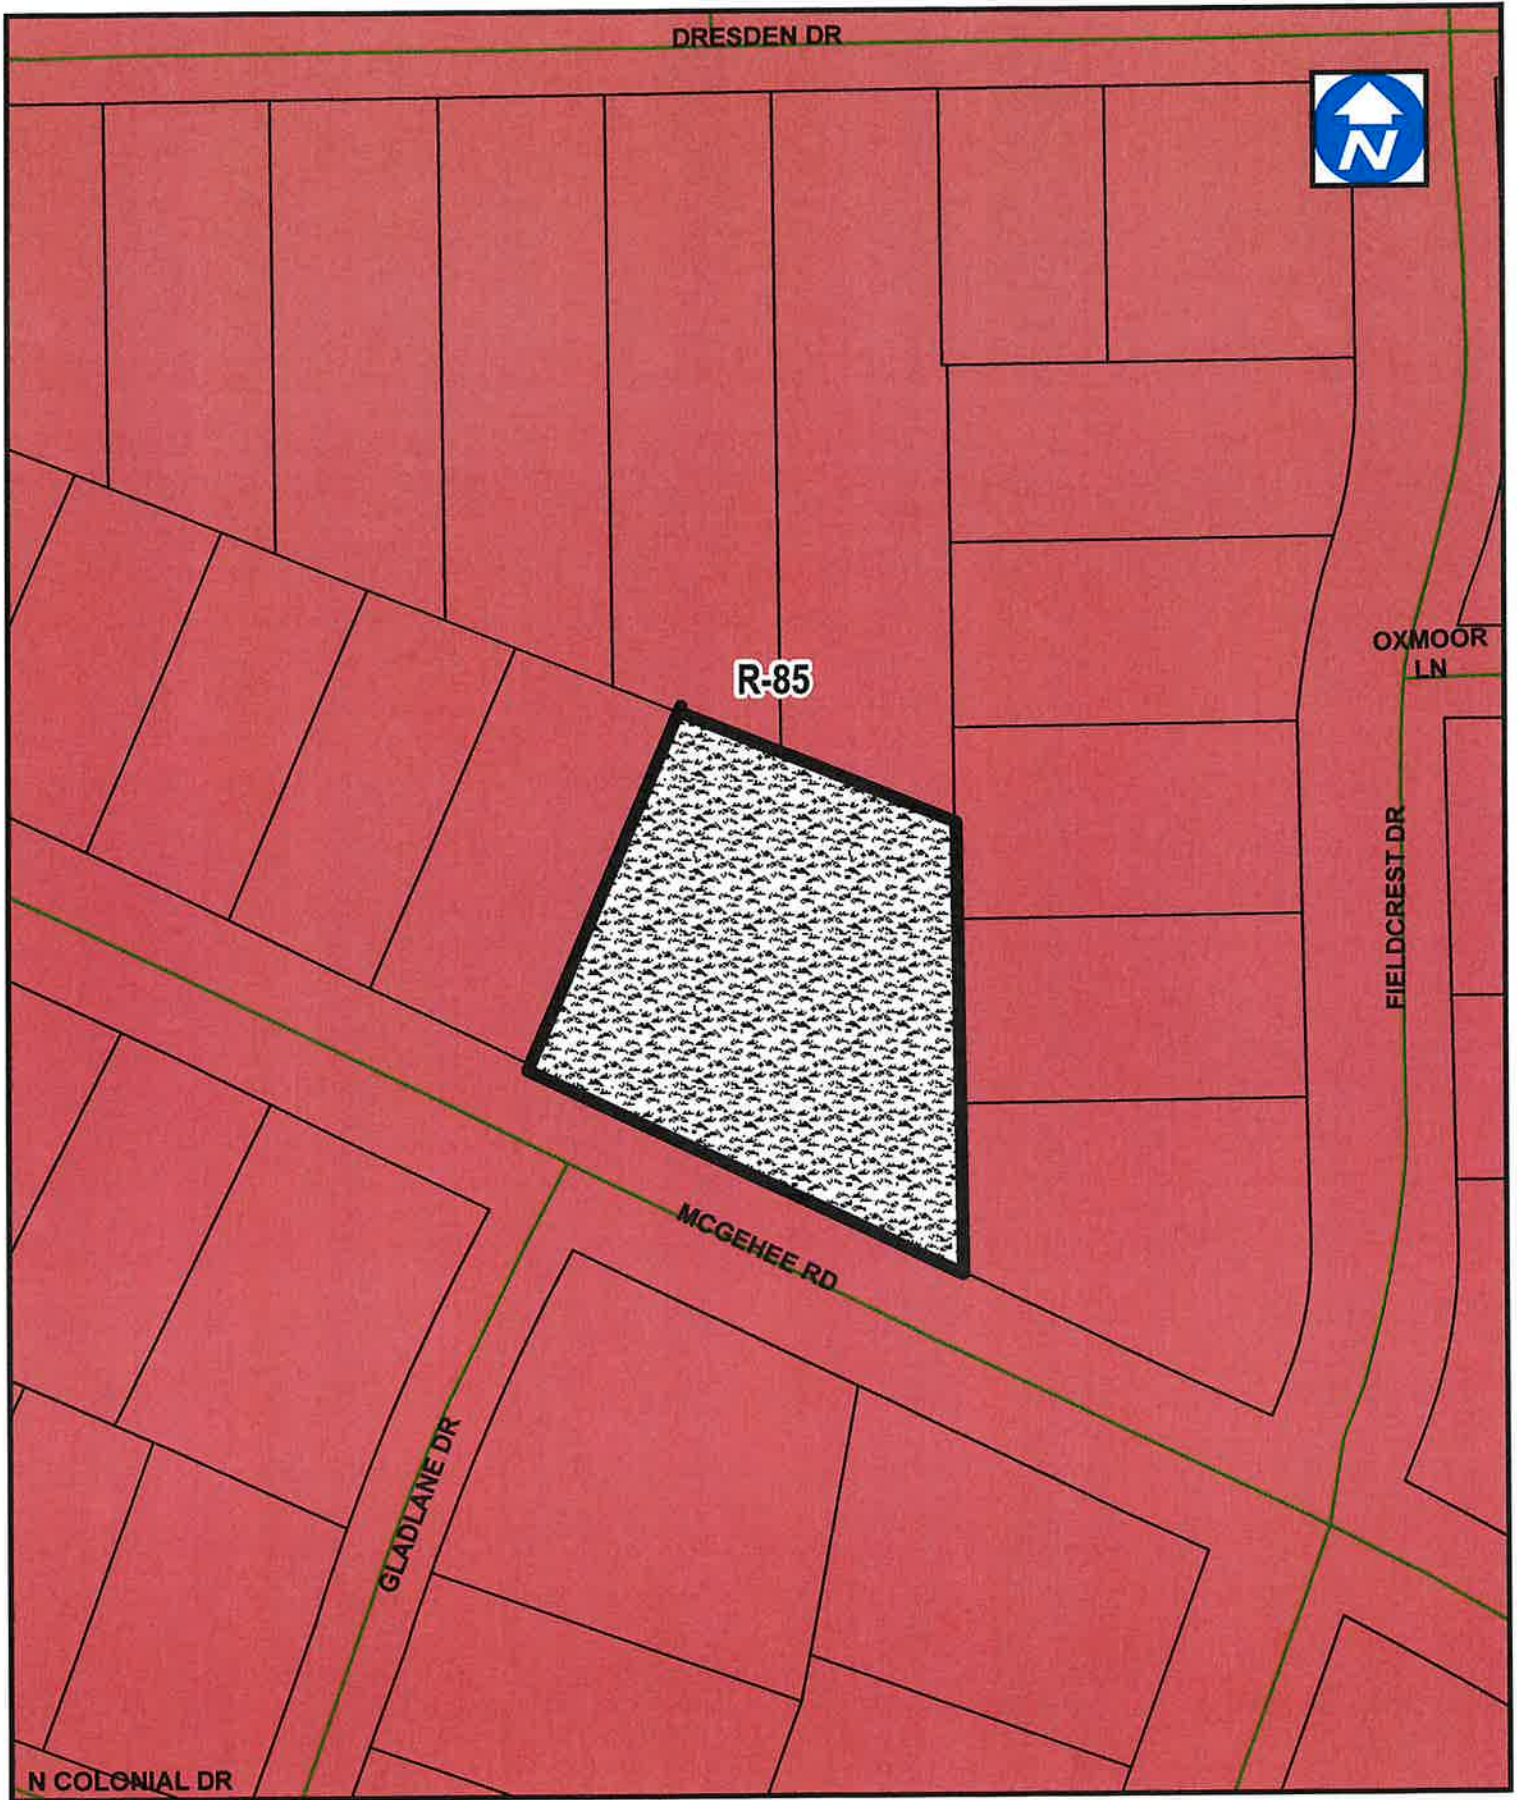 DRESDEN DR
N
OXMOOR
LN
R-85
FIELDCREST DR
MCGEHEE RD
GLADLANE DR
N COLONIAL DR